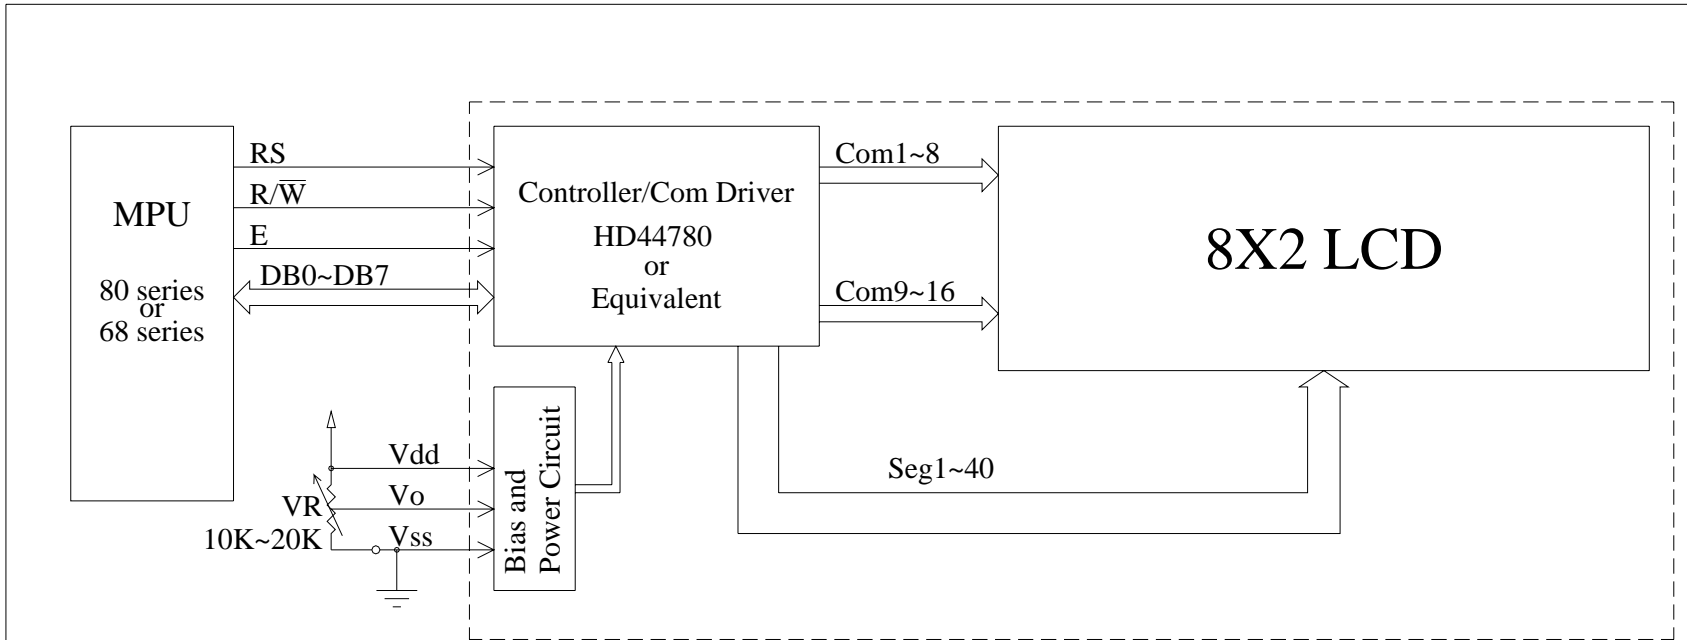 MPU
80 series
or
68 series
RS
R/W̅
E
DB0~DB7
Controller/Com Driver
HD44780
or
Equivalent
Com1~8
Com9~16
8X2 LCD
Seg1~40
Vdd
Vo
Vss
VR
10K~20K
Bias and
Power Circuit